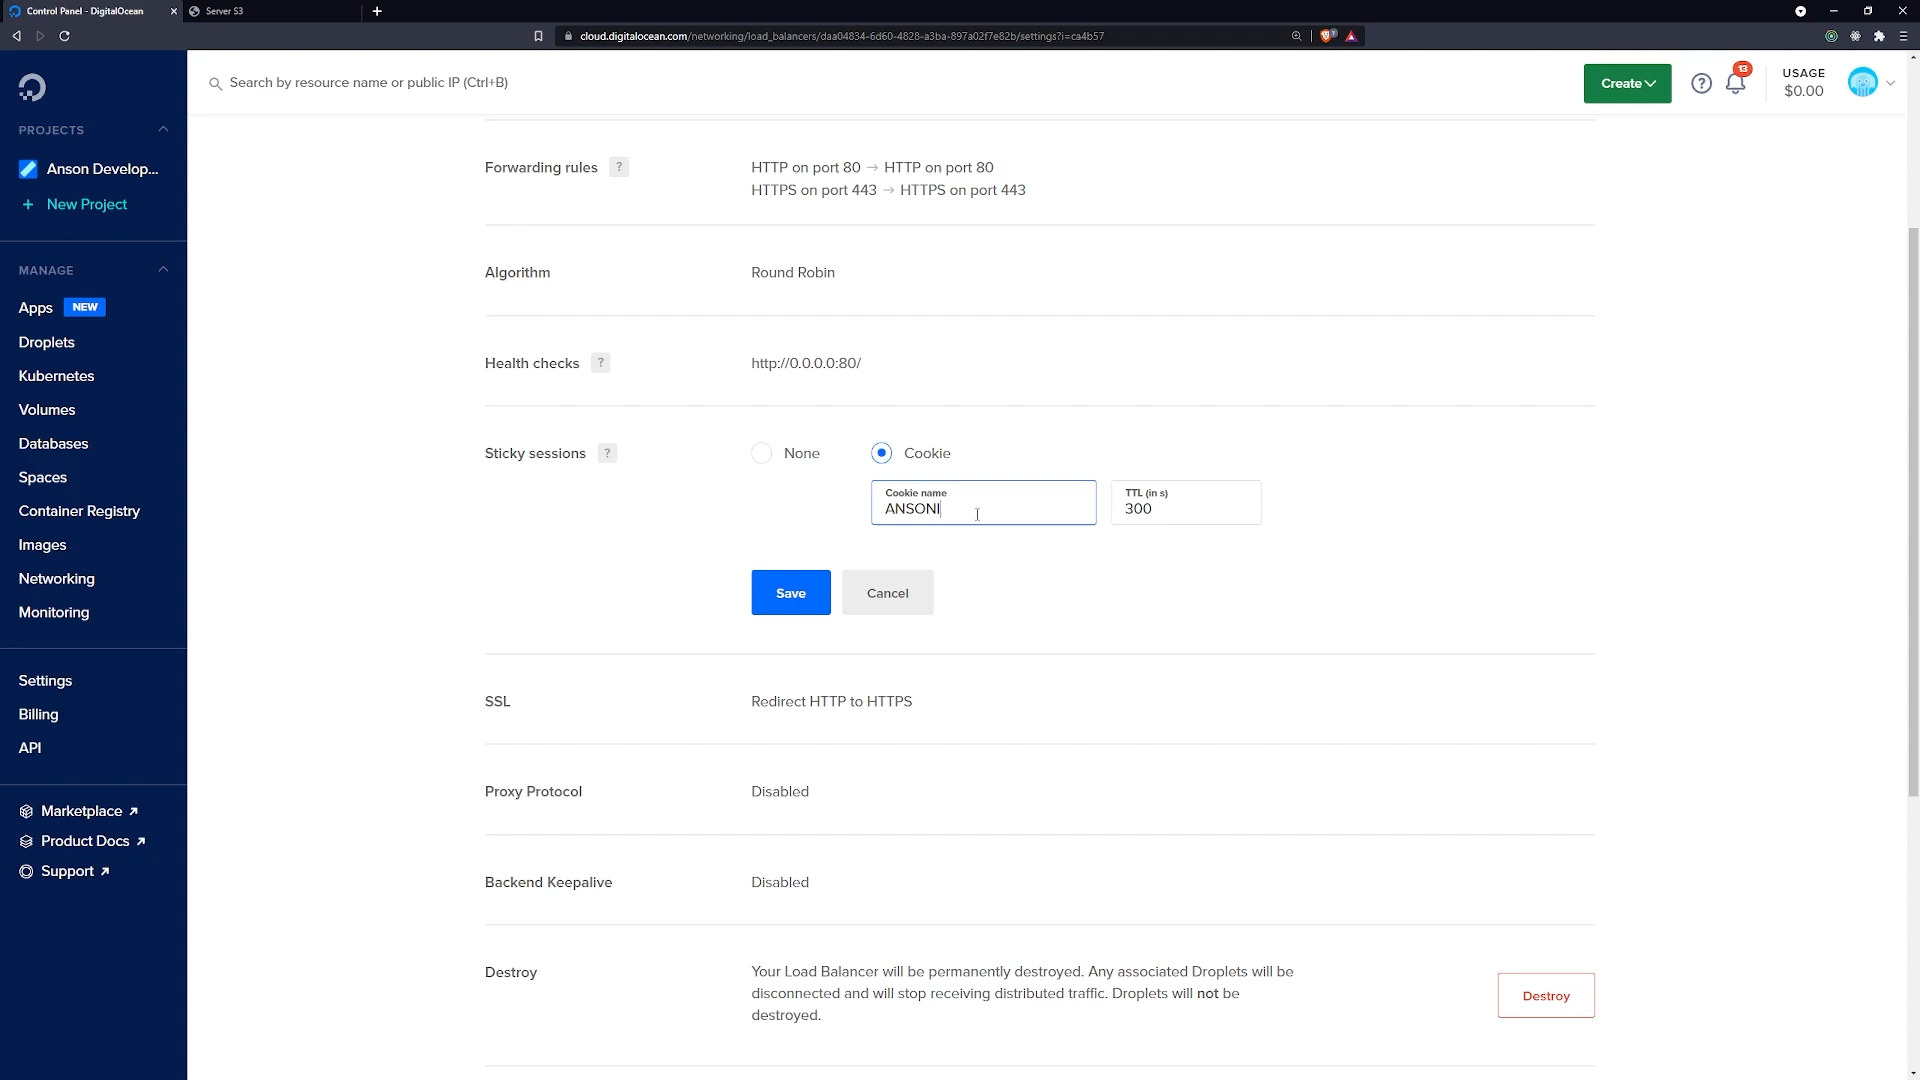 Control Panel - DigitalOcean
Server S3
cloud.digitalocean.com/networking/load_balancers/daa04834-6d60-4828-a3ba-897a02f7e82b/settings?i=ca4b57
Search by resource name or public IP (Ctrl+B)
Create
13
USAGE
$0.00
PROJECTS
Anson Develop...
+ New Project
MANAGE
Apps NEW
Droplets
Kubernetes
Volumes
Databases
Spaces
Container Registry
Images
Networking
Monitoring
Settings
Billing
API
Marketplace
Product Docs
Support
Forwarding rules ?
HTTP on port 80 → HTTP on port 80
HTTPS on port 443 → HTTPS on port 443
Algorithm
Round Robin
Health checks ?
http://0.0.0.0:80/
Sticky sessions ?
None
Cookie
Cookie name
ANSONI
TTL (in s)
300
Save
Cancel
SSL
Redirect HTTP to HTTPS
Proxy Protocol
Disabled
Backend Keepalive
Disabled
Destroy
Your Load Balancer will be permanently destroyed. Any associated Droplets will be
disconnected and will stop receiving distributed traffic. Droplets will not be
destroyed.
Destroy